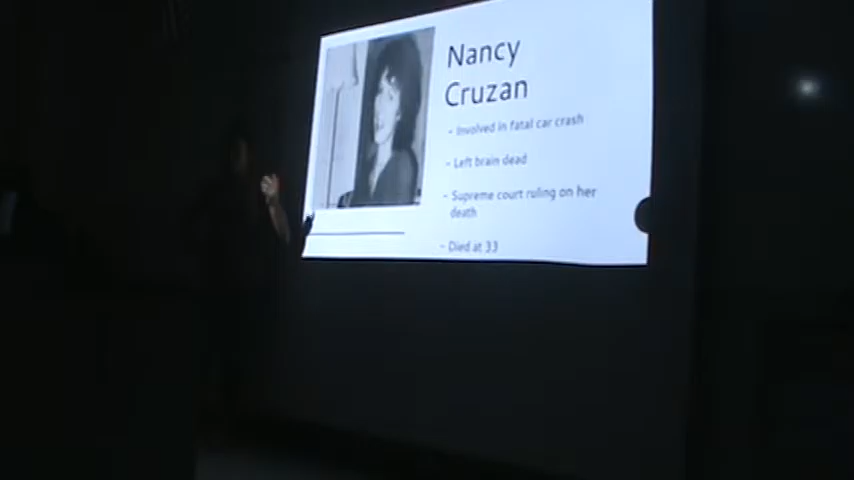 Nancy
Cruzan
- Involved in fatal car crash
- Left brain dead
- Supreme court ruling on her
death
- Died at 33